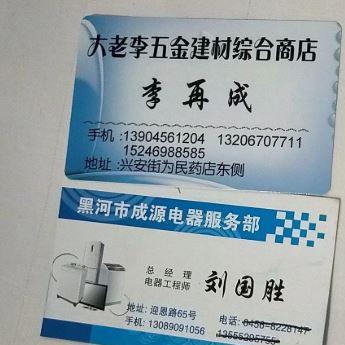 大老李五金建材综合商店
李再成
手机:13904561204 13206707711
15246988585
地址:兴安街为民药店东侧
黑河市成源电器服务部
总经理
电器工程师
刘国胜
地址:迎恩路65号
电话:0456-8228147
手机:13089091056 13555295755